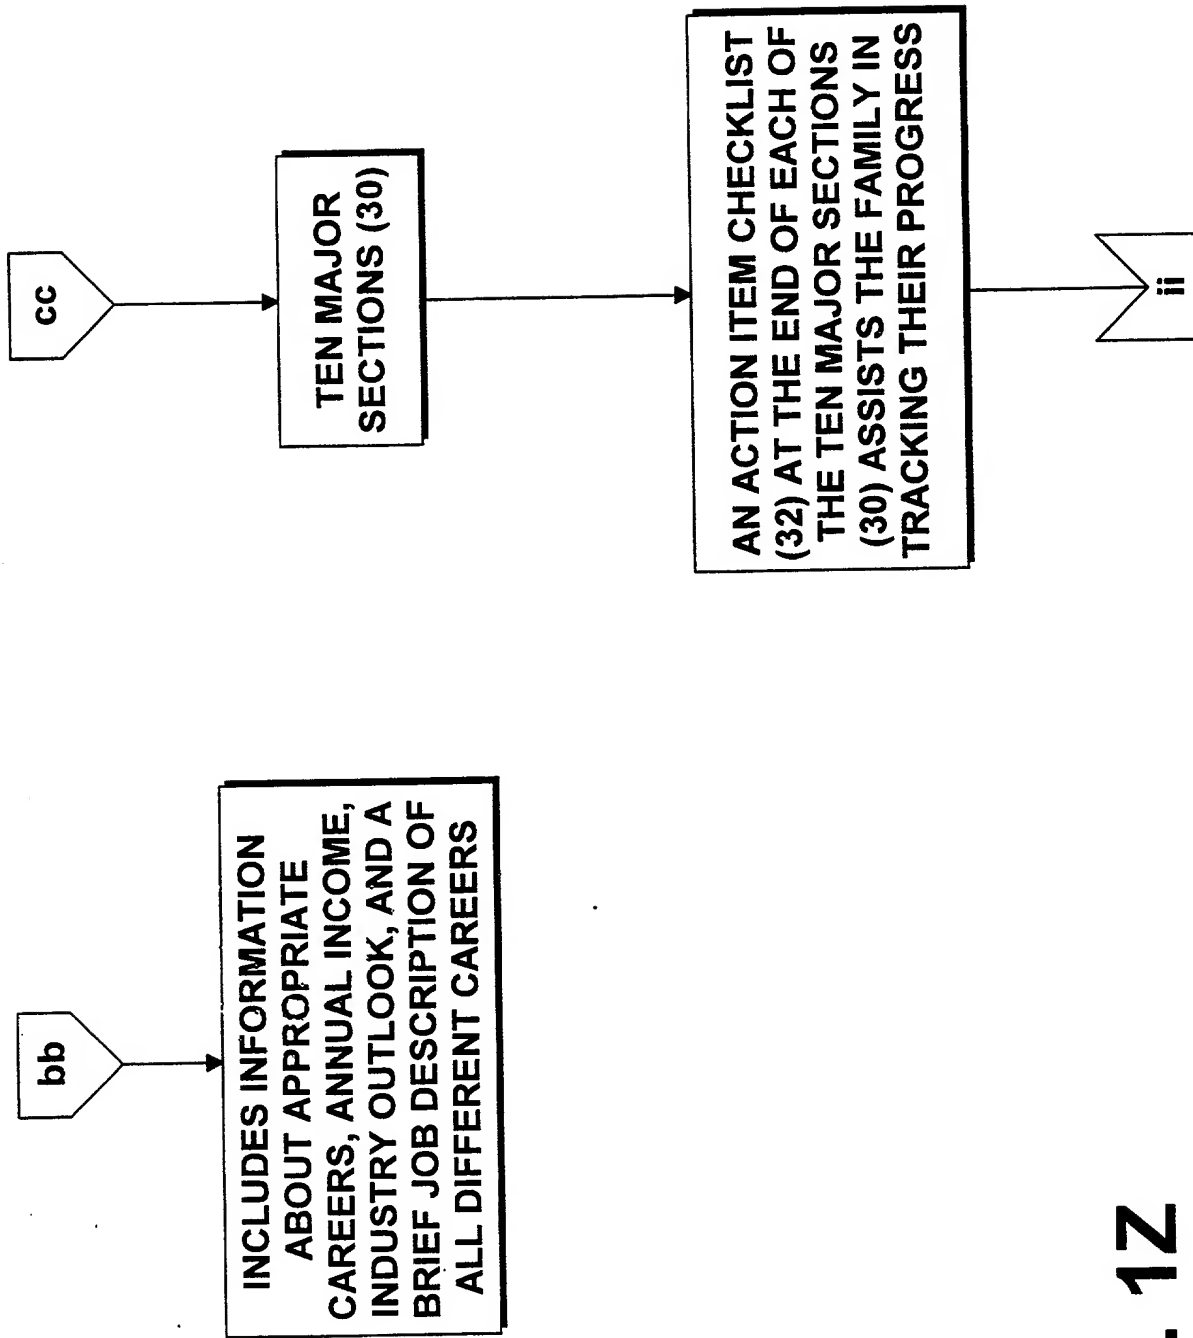 bb
INCLUDES INFORMATION
ABOUT APPROPRIATE
CAREERS, ANNUAL INCOME,
INDUSTRY OUTLOOK, AND A
BRIEF JOB DESCRIPTION OF
ALL DIFFERENT CAREERS
cc
TEN MAJOR
SECTIONS (30)
AN ACTION ITEM CHECKLIST
(32) AT THE END OF EACH OF
THE TEN MAJOR SECTIONS
(30) ASSISTS THE FAMILY IN
TRACKING THEIR PROGRESS
ii
. 1Z